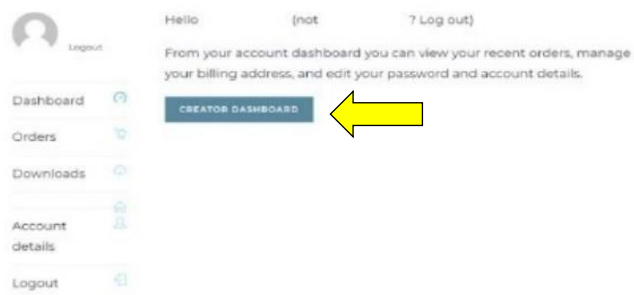 Logout
Hello (not ? Log out)
From your account dashboard you can view your recent orders, manage
your billing address, and edit your password and account details.
CREATOR DASHBOARD
Dashboard
Orders
Downloads
Account
details
Logout